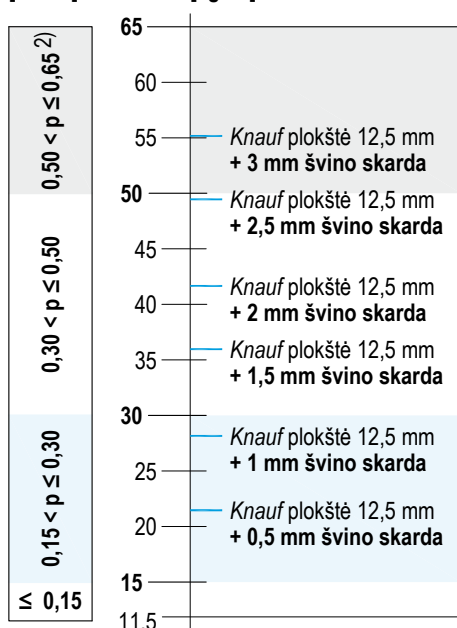 65
0,50 < p ≤ 0,65 2)
60
55
Knauf plokštė 12,5 mm
+ 3 mm švino skarda
50
Knauf plokštė 12,5 mm
+ 2,5 mm švino skarda
45
0,30 < p ≤ 0,50
Knauf plokštė 12,5 mm
+ 2 mm švino skarda
40
Knauf plokštė 12,5 mm
+ 1,5 mm švino skarda
35
30
0,15 < p ≤ 0,30
Knauf plokštė 12,5 mm
+ 1 mm švino skarda
25
Knauf plokštė 12,5 mm
+ 0,5 mm švino skarda
20
15
≤ 0,15
11,5